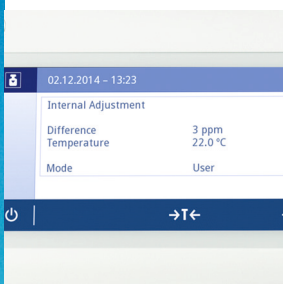 02.12.2014 – 13:23
Internal Adjustment
Difference 3 ppm
Temperature 22.0 °C
Mode User
→T←